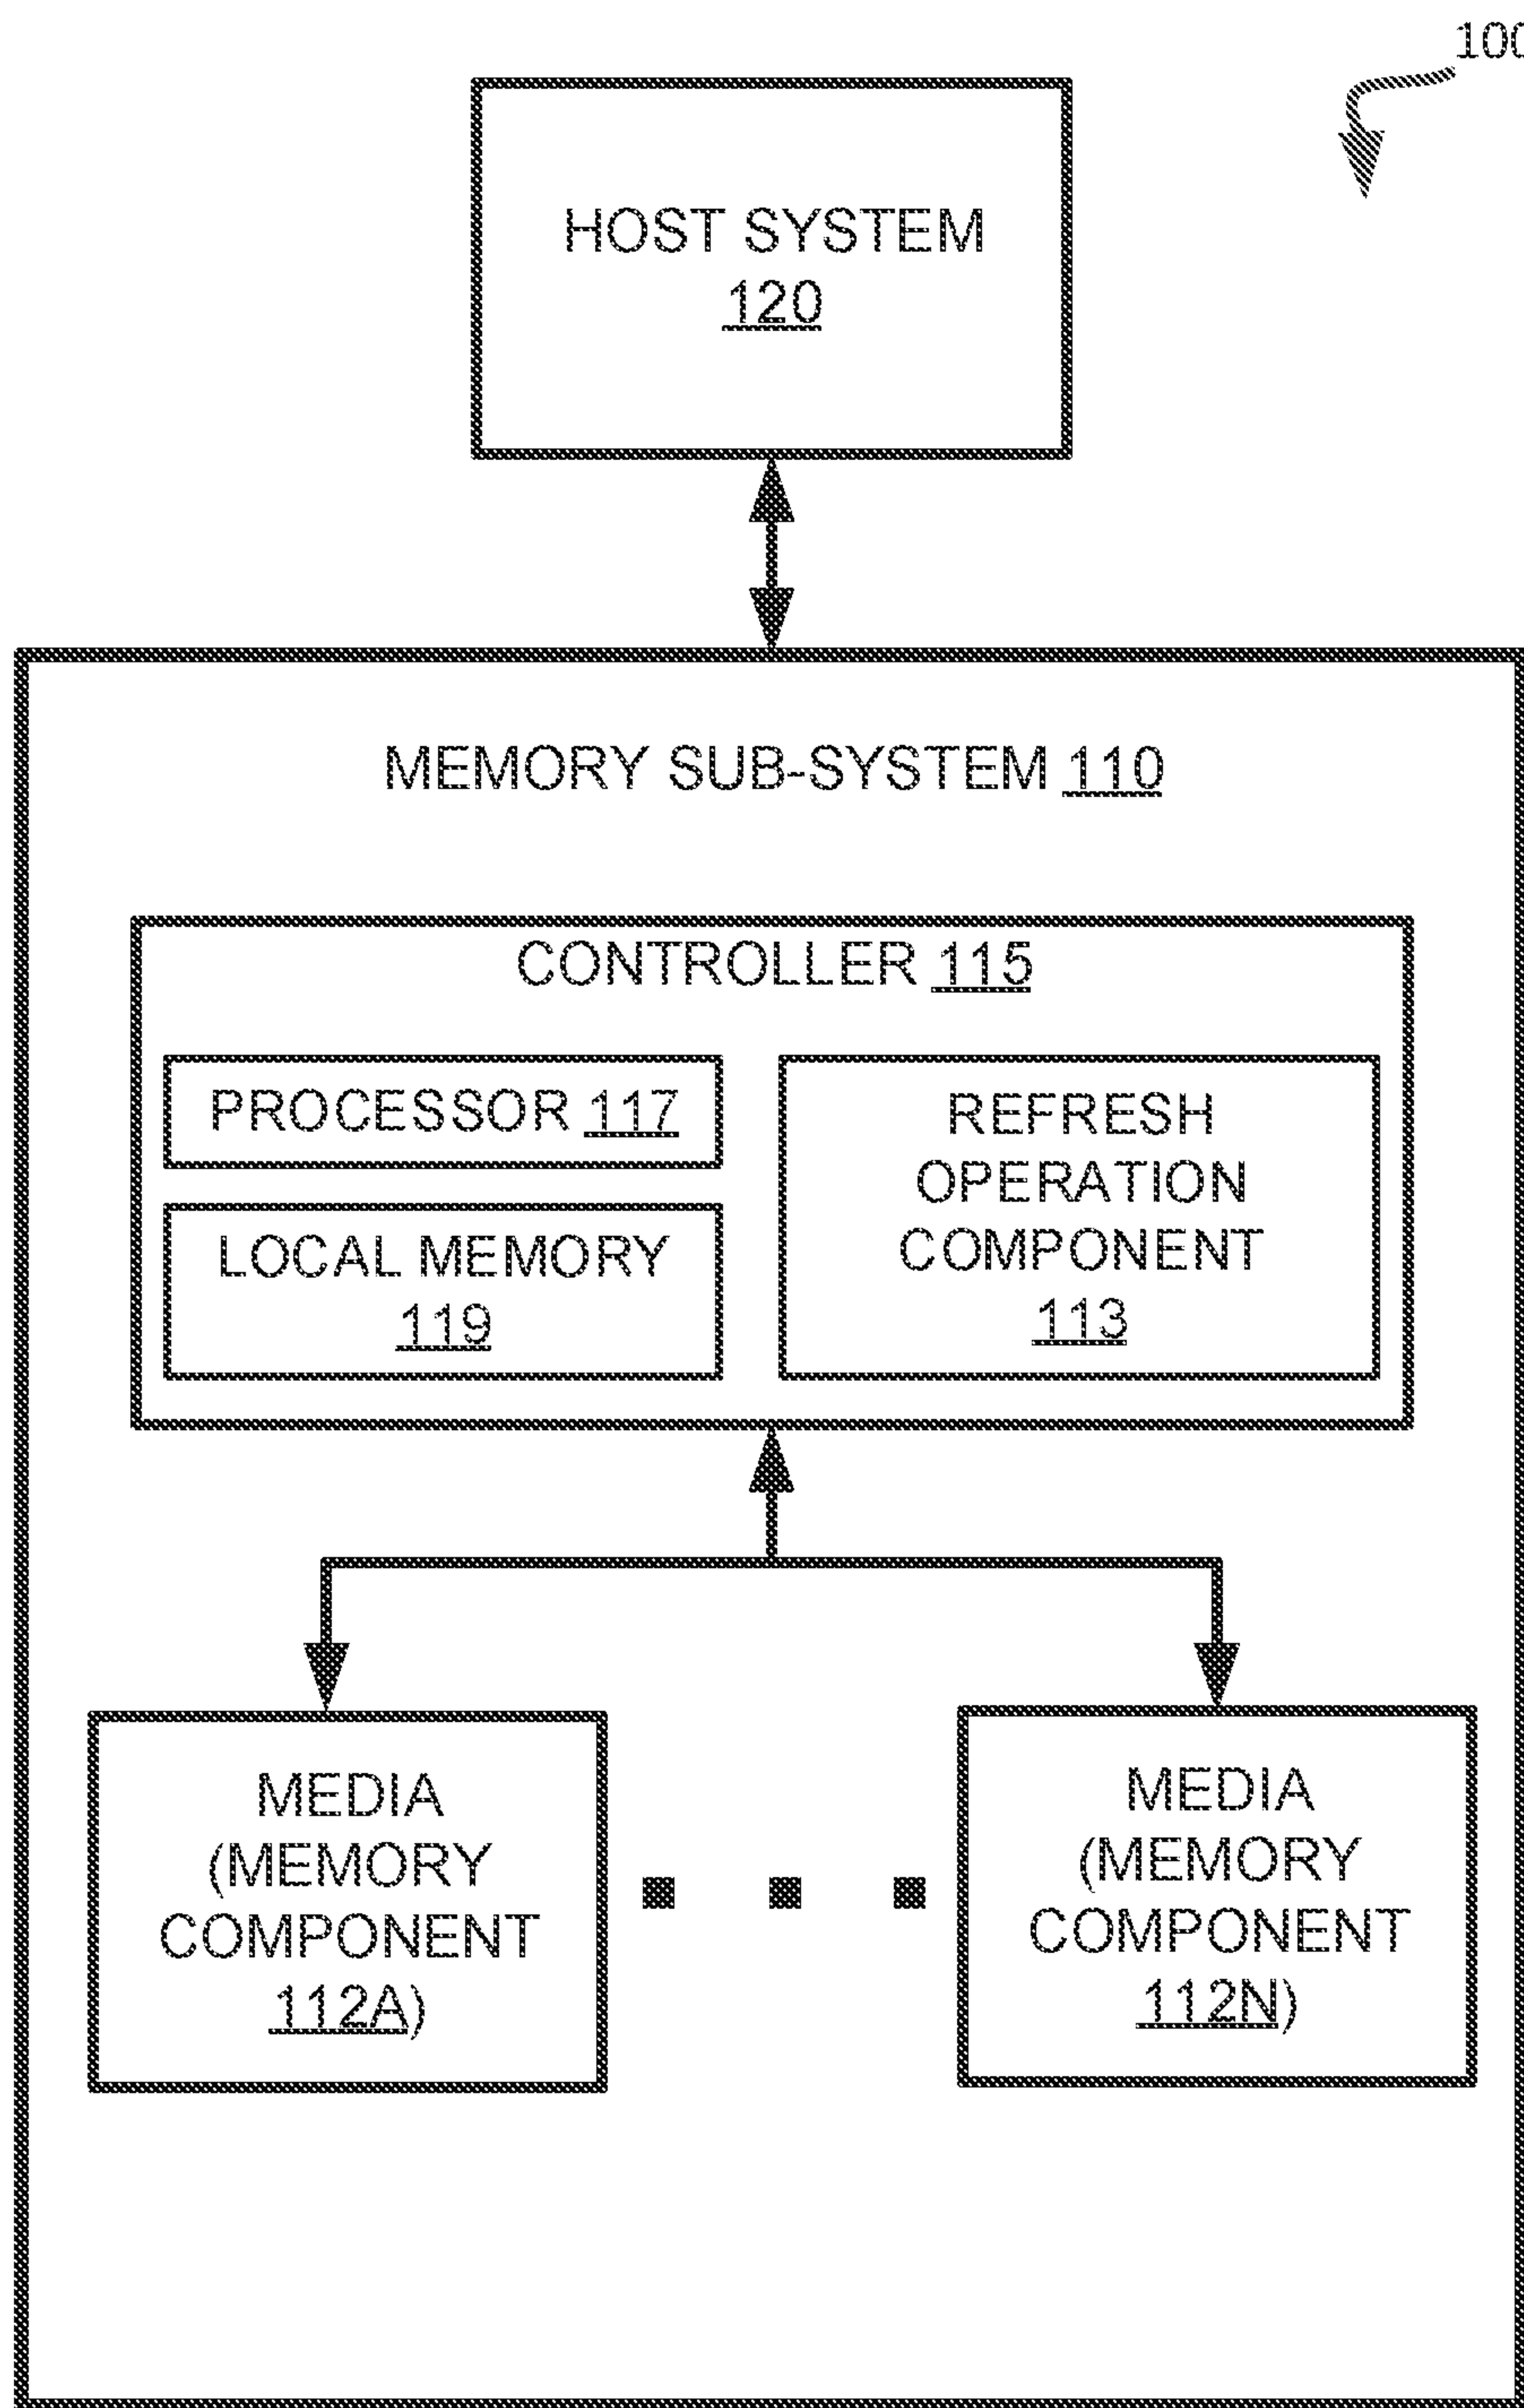 100
HOST SYSTEM
120
MEMORY SUB-SYSTEM 110
CONTROLLER 115
PROCESSOR 117
LOCAL MEMORY
119
REFRESH
OPERATION
COMPONENT
113
MEDIA
(MEMORY
COMPONENT
112A)
MEDIA
(MEMORY
COMPONENT
112N)